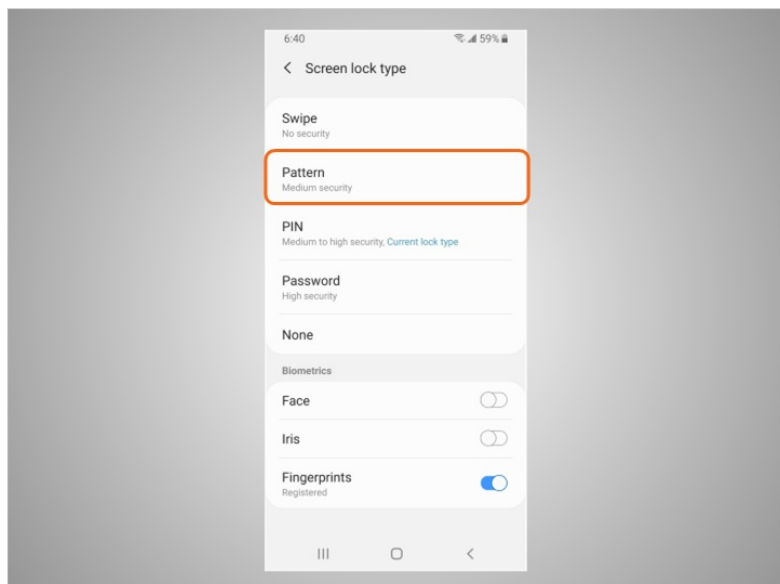 6:40 59%
Screen lock type
Swipe
No security
Pattern
Medium security
PIN
Medium to high security, Current lock type
Password
High security
None
Biometrics
Face
Iris
Fingerprints
Registered